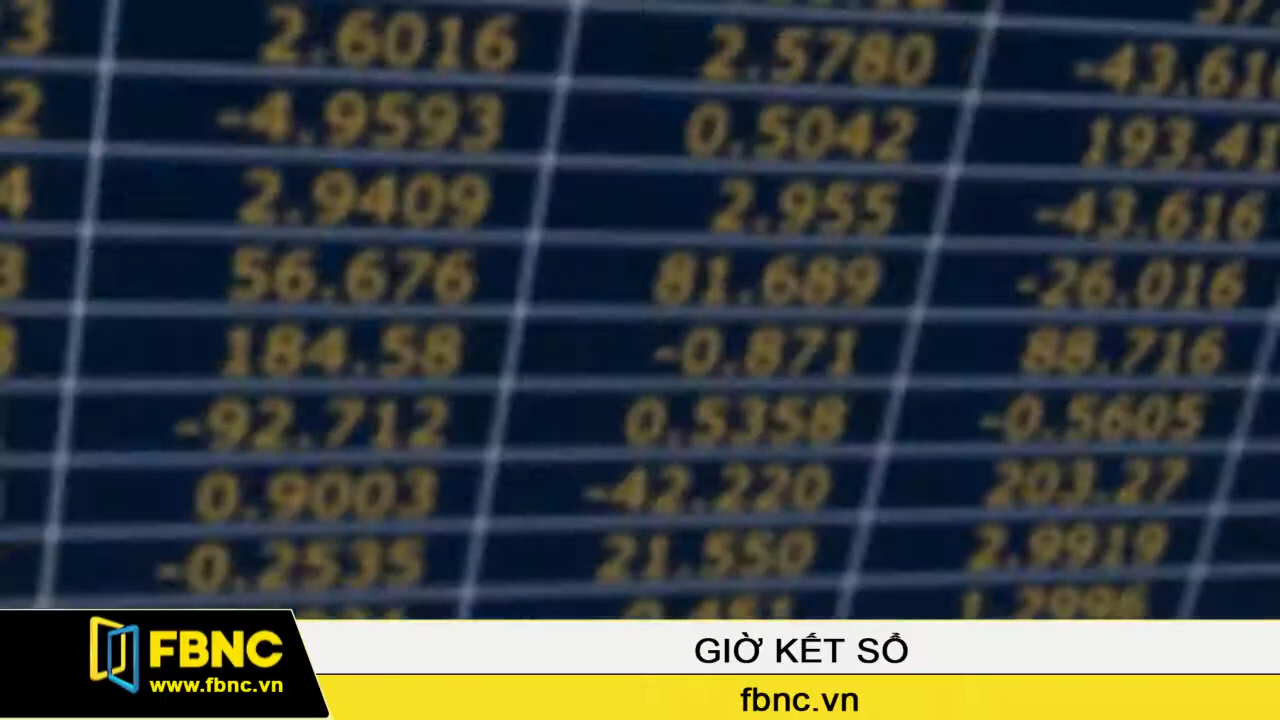 2.6016 2.5780
-4.9593 0.5042
2.9409 2.955 -43.616
56.676 81.689 -26.016
184.58 -0.871 88.716
-92.712 0.5358 -0.5605
0.9003 -42.220 203.27
-0.2535 21.550 2.9919
FBNC
www.fbnc.vn
GIỜ KẾT SỔ
fbnc.vn